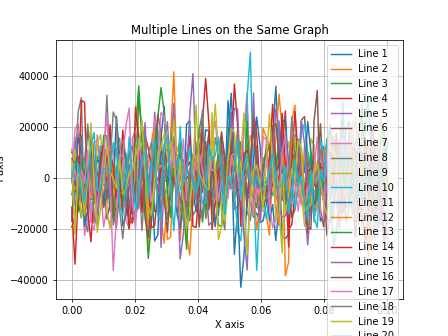 Multiple Lines on the Same Graph
40000
20000
0
−20000
−40000
0.00
0.02
0.04
0.06
X axis
Line 1
Line 2
Line 3
Line 4
Line 5
Line 6
Line 7
Line 8
Line 9
Line 10
Line 11
Line 12
Line 13
Line 14
Line 15
Line 16
Line 17
Line 18
Line 19
Line 20